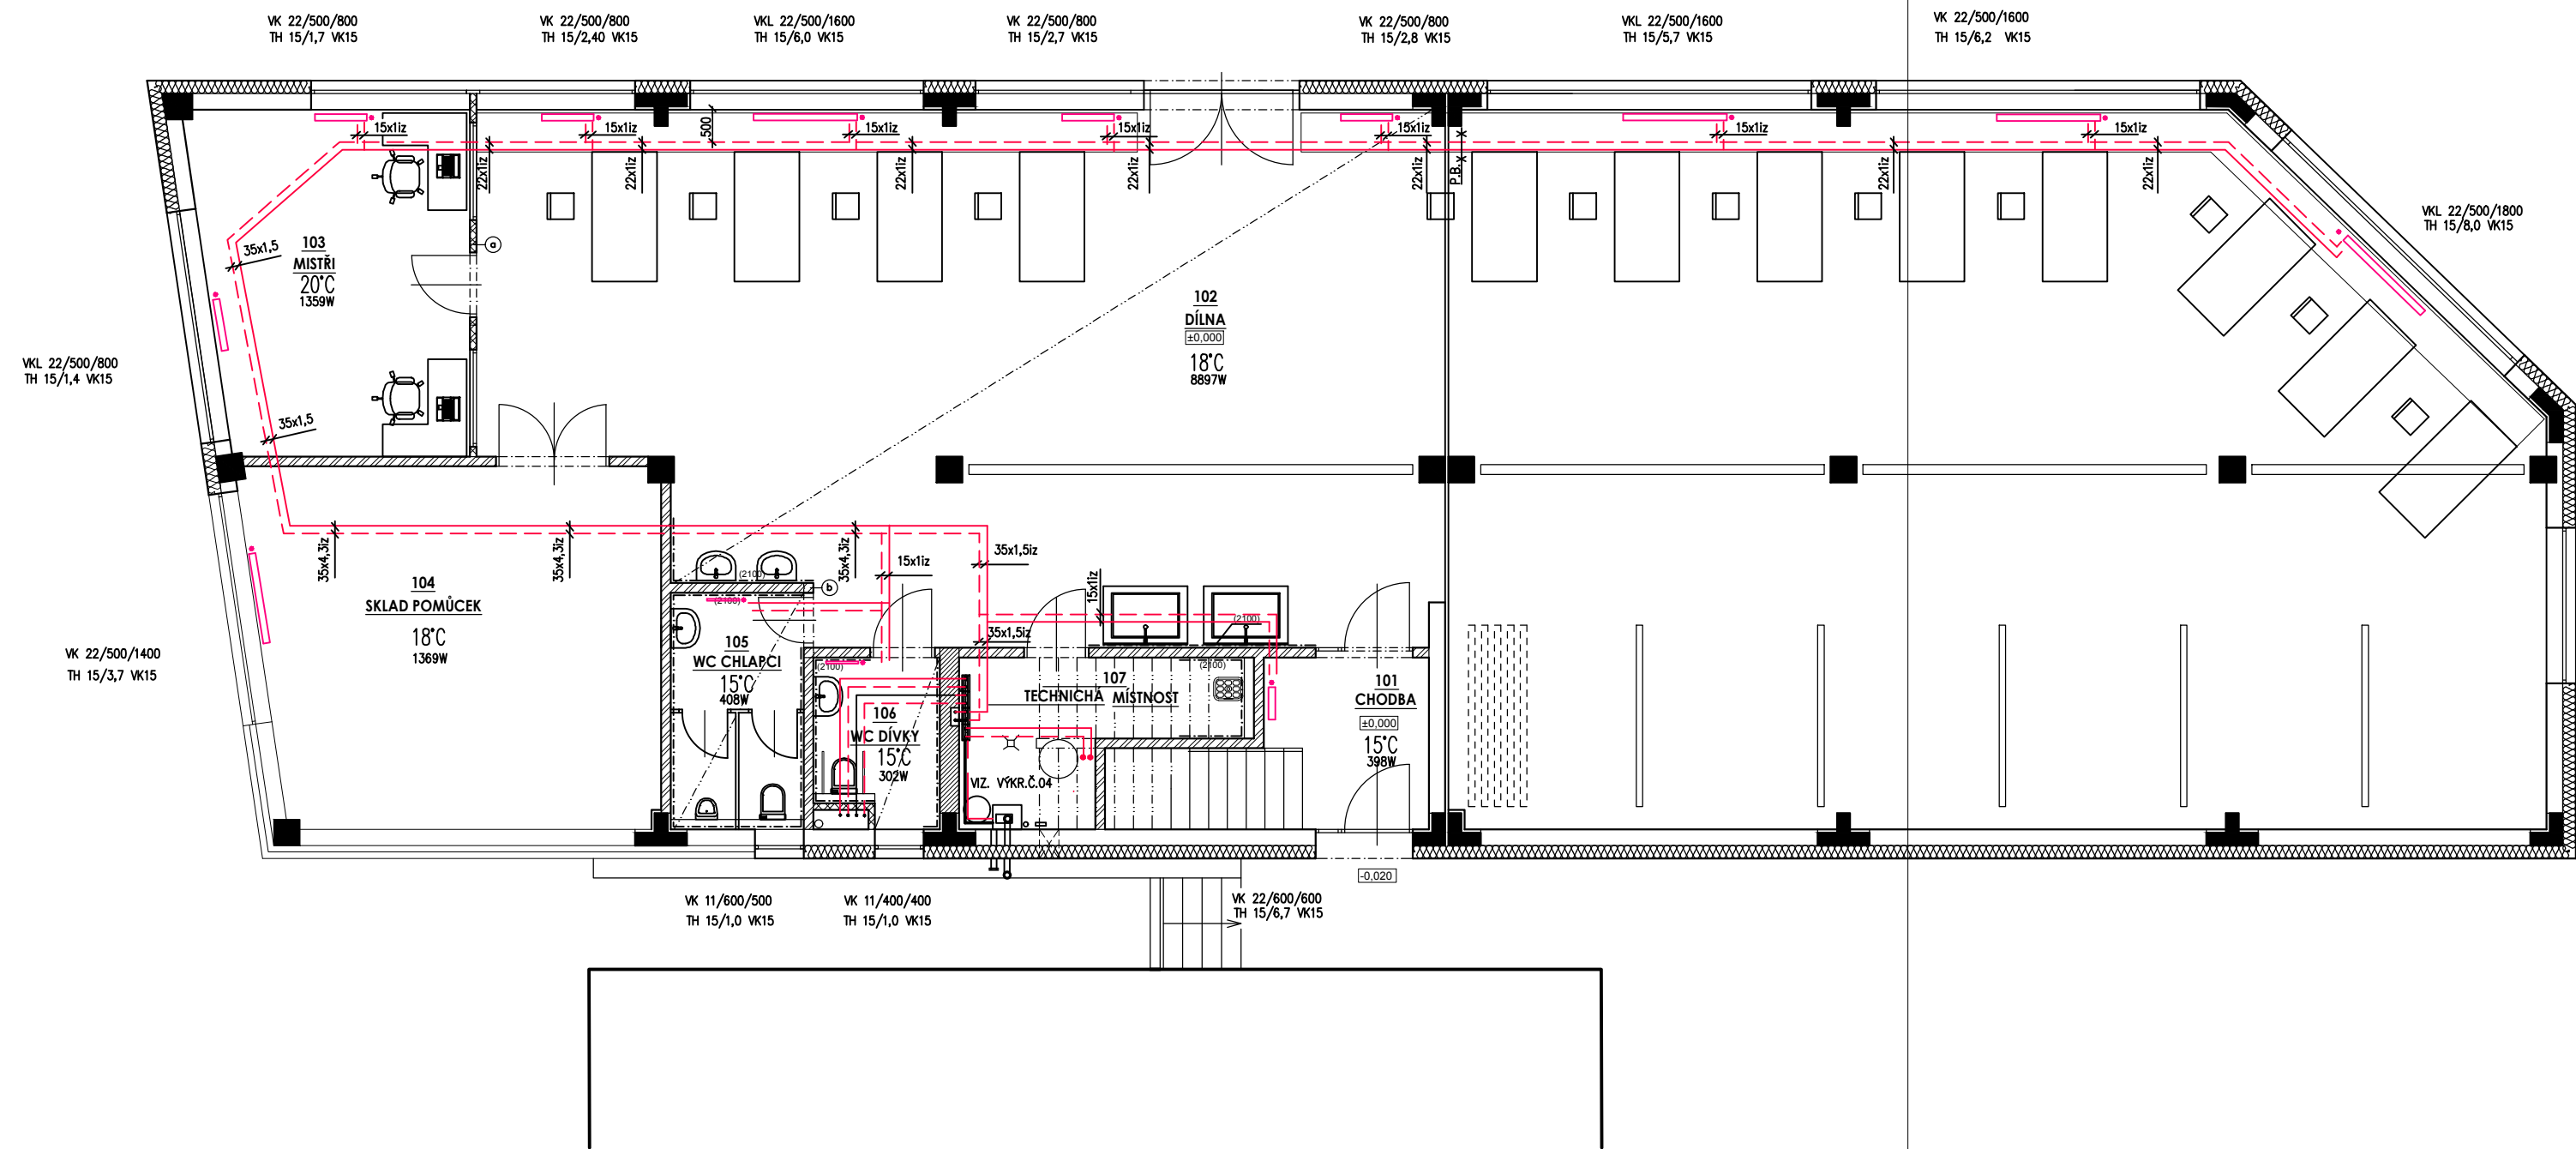 VK 22/500/800
TH 15/1,7 VK15
VK 22/500/800
TH 15/2,40 VK15
VKL 22/500/1600
TH 15/6,0 VK15
VK 22/500/800
TH 15/2,7 VK15
VK 22/500/800
TH 15/2,8 VK15
VKL 22/500/1600
TH 15/5,7 VK15
VK 22/500/1600
TH 15/6,2 VK15
15x1iz
15x1iz
500
15x1iz
15x1iz
15x1iz
15x1iz
15x1iz
22x1iz
22x1iz
22x1iz
22x1iz
22x1iz
P.B. X X
22x1iz
22x1iz
VKL 22/500/1800
TH 15/8,0 VK15
35x1,5
103
MISTŘI
20°C
1359W
a
102
DÍLNA
±0,000
18°C
8897W
VKL 22/500/800
TH 15/1,4 VK15
35x1,5
35x4,3iz
35x4,3iz
35x4,3iz
15x1iz
35x1,5iz
15x1iz
(2100)
b
(2100)
(2100)
35x1,5iz
104
SKLAD POMŮCEK
18°C
1369W
VK 22/500/1400
TH 15/3,7 VK15
105
WC CHLAPCI
15°C
408W
(2100)
106
WC DÍVKY
15°C
302W
(2100)
107
TECHNICHÁ MÍSTNOST
VIZ. VÝKR.Č.04
101
CHODBA
±0,000
15°C
398W
-0,020
VK 11/600/500
TH 15/1,0 VK15
VK 11/400/400
TH 15/1,0 VK15
VK 22/600/600
TH 15/6,7 VK15